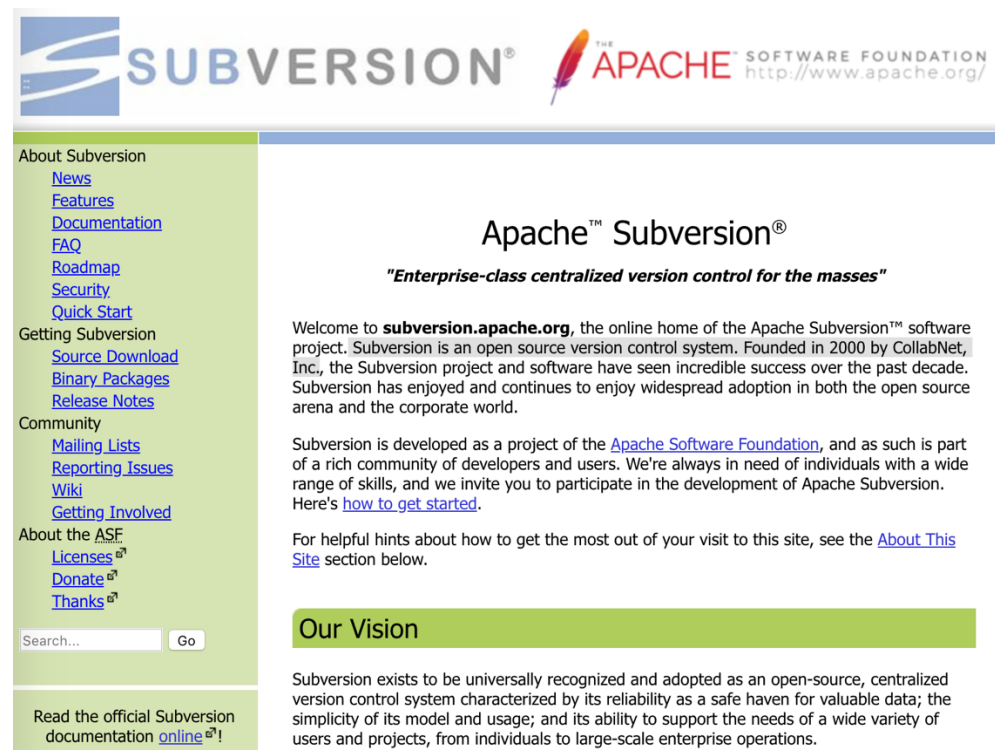 SUBVERSION®
THE
APACHE™ SOFTWARE FOUNDATION
http://www.apache.org/
About Subversion
News
Features
Documentation
FAQ
Roadmap
Security
Quick Start
Getting Subversion
Source Download
Binary Packages
Release Notes
Community
Mailing Lists
Reporting Issues
Wiki
Getting Involved
About the ASF
Licenses
Donate
Thanks
Search...
Go
Read the official Subversion
documentation online!
Apache™ Subversion®
"Enterprise-class centralized version control for the masses"
Welcome to subversion.apache.org, the online home of the Apache Subversion™ software
project. Subversion is an open source version control system. Founded in 2000 by CollabNet,
Inc., the Subversion project and software have seen incredible success over the past decade.
Subversion has enjoyed and continues to enjoy widespread adoption in both the open source
arena and the corporate world.
Subversion is developed as a project of the Apache Software Foundation, and as such is part
of a rich community of developers and users. We're always in need of individuals with a wide
range of skills, and we invite you to participate in the development of Apache Subversion.
Here's how to get started.
For helpful hints about how to get the most out of your visit to this site, see the About This
Site section below.
Our Vision
Subversion exists to be universally recognized and adopted as an open-source, centralized
version control system characterized by its reliability as a safe haven for valuable data; the
simplicity of its model and usage; and its ability to support the needs of a wide variety of
users and projects, from individuals to large-scale enterprise operations.